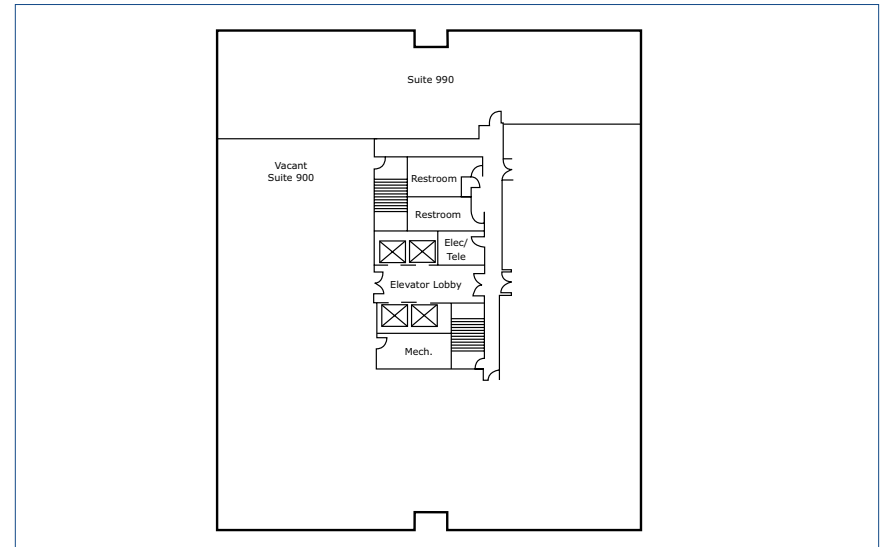 Suite 990
Vacant
Suite 900
Restroom
Restroom
Elec/
Tele
Elevator Lobby
Mech.